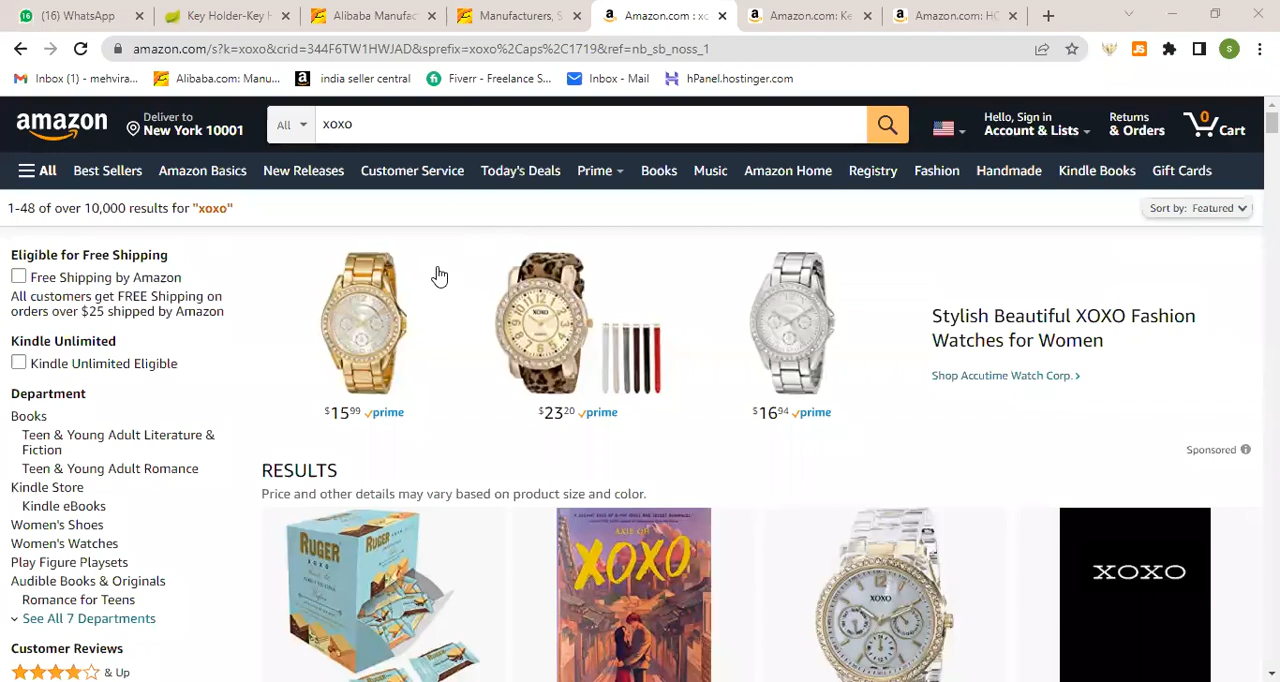 (16) WhatsApp
Key Holder-Key H
Alibaba Manufac
Manufacturers, S
Amazon.com : xo
Amazon.com: Ke
Amazon.com: HC
amazon.com/s?k=xoxo&crid=344F6TW1HWJAD&sprefix=xoxo%2Caps%2C1719&ref=nb_sb_noss_1
Inbox (1) - mehvira...
Alibaba.com: Manu...
india seller central
Fiverr - Freelance S...
Inbox - Mail
hPanel.hostinger.com
amazon
Deliver to
New York 10001
All
xoxo
Hello, Sign in
Account & Lists
Returns
& Orders
0
Cart
All
Best Sellers
Amazon Basics
New Releases
Customer Service
Today's Deals
Prime
Books
Music
Amazon Home
Registry
Fashion
Handmade
Kindle Books
Gift Cards
1-48 of over 10,000 results for "xoxo"
Sort by: Featured
Eligible for Free Shipping
Free Shipping by Amazon
All customers get FREE Shipping on
orders over $25 shipped by Amazon
Kindle Unlimited
Kindle Unlimited Eligible
Department
Books
Teen & Young Adult Literature &
Fiction
Teen & Young Adult Romance
Kindle Store
Kindle eBooks
Women's Shoes
Women's Watches
Play Figure Playsets
Audible Books & Originals
Romance for Teens
See All 7 Departments
Customer Reviews
& Up
XOXO
$15 99 prime
$23 20 prime
$16 94 prime
Stylish Beautiful XOXO Fashion
Watches for Women
Shop Accutime Watch Corp. >
Sponsored
RESULTS
Price and other details may vary based on product size and color.
RUGER
XOXO
RUGER
AXIE OH
XOXO
XOXO
XOXO